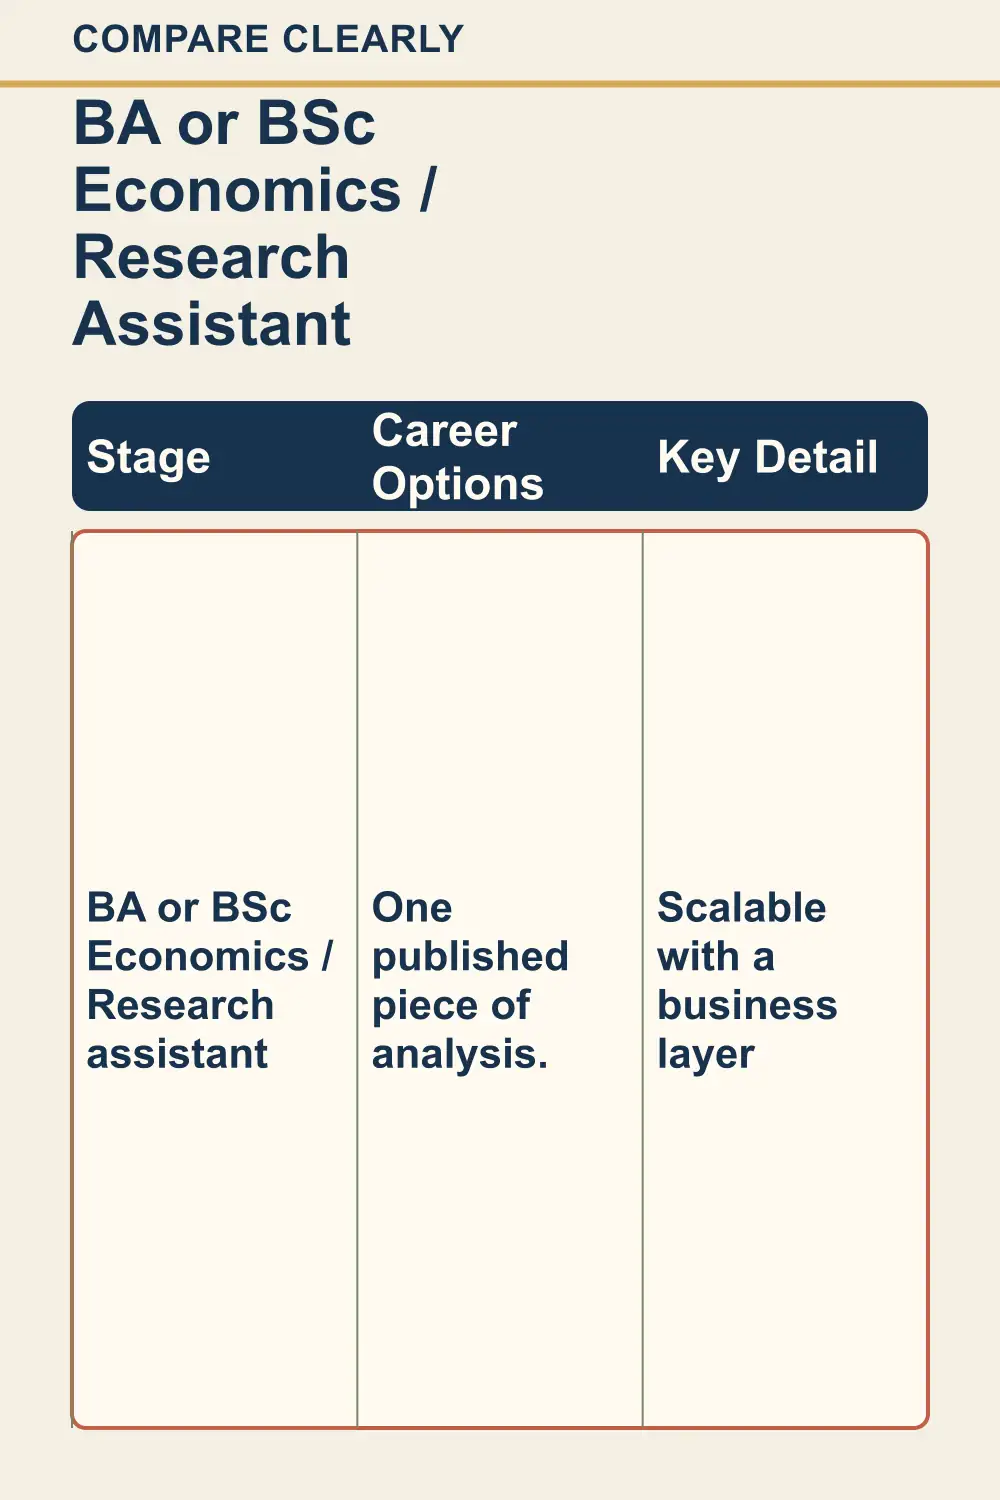 COMPARE CLEARLY
BA or BSc
Economics /
Research
Assistant
Stage
Career
Options
Key Detail
BA or BSc
Economics /
Research
assistant
One
published
piece of
analysis.
Scalable
with a
business
layer